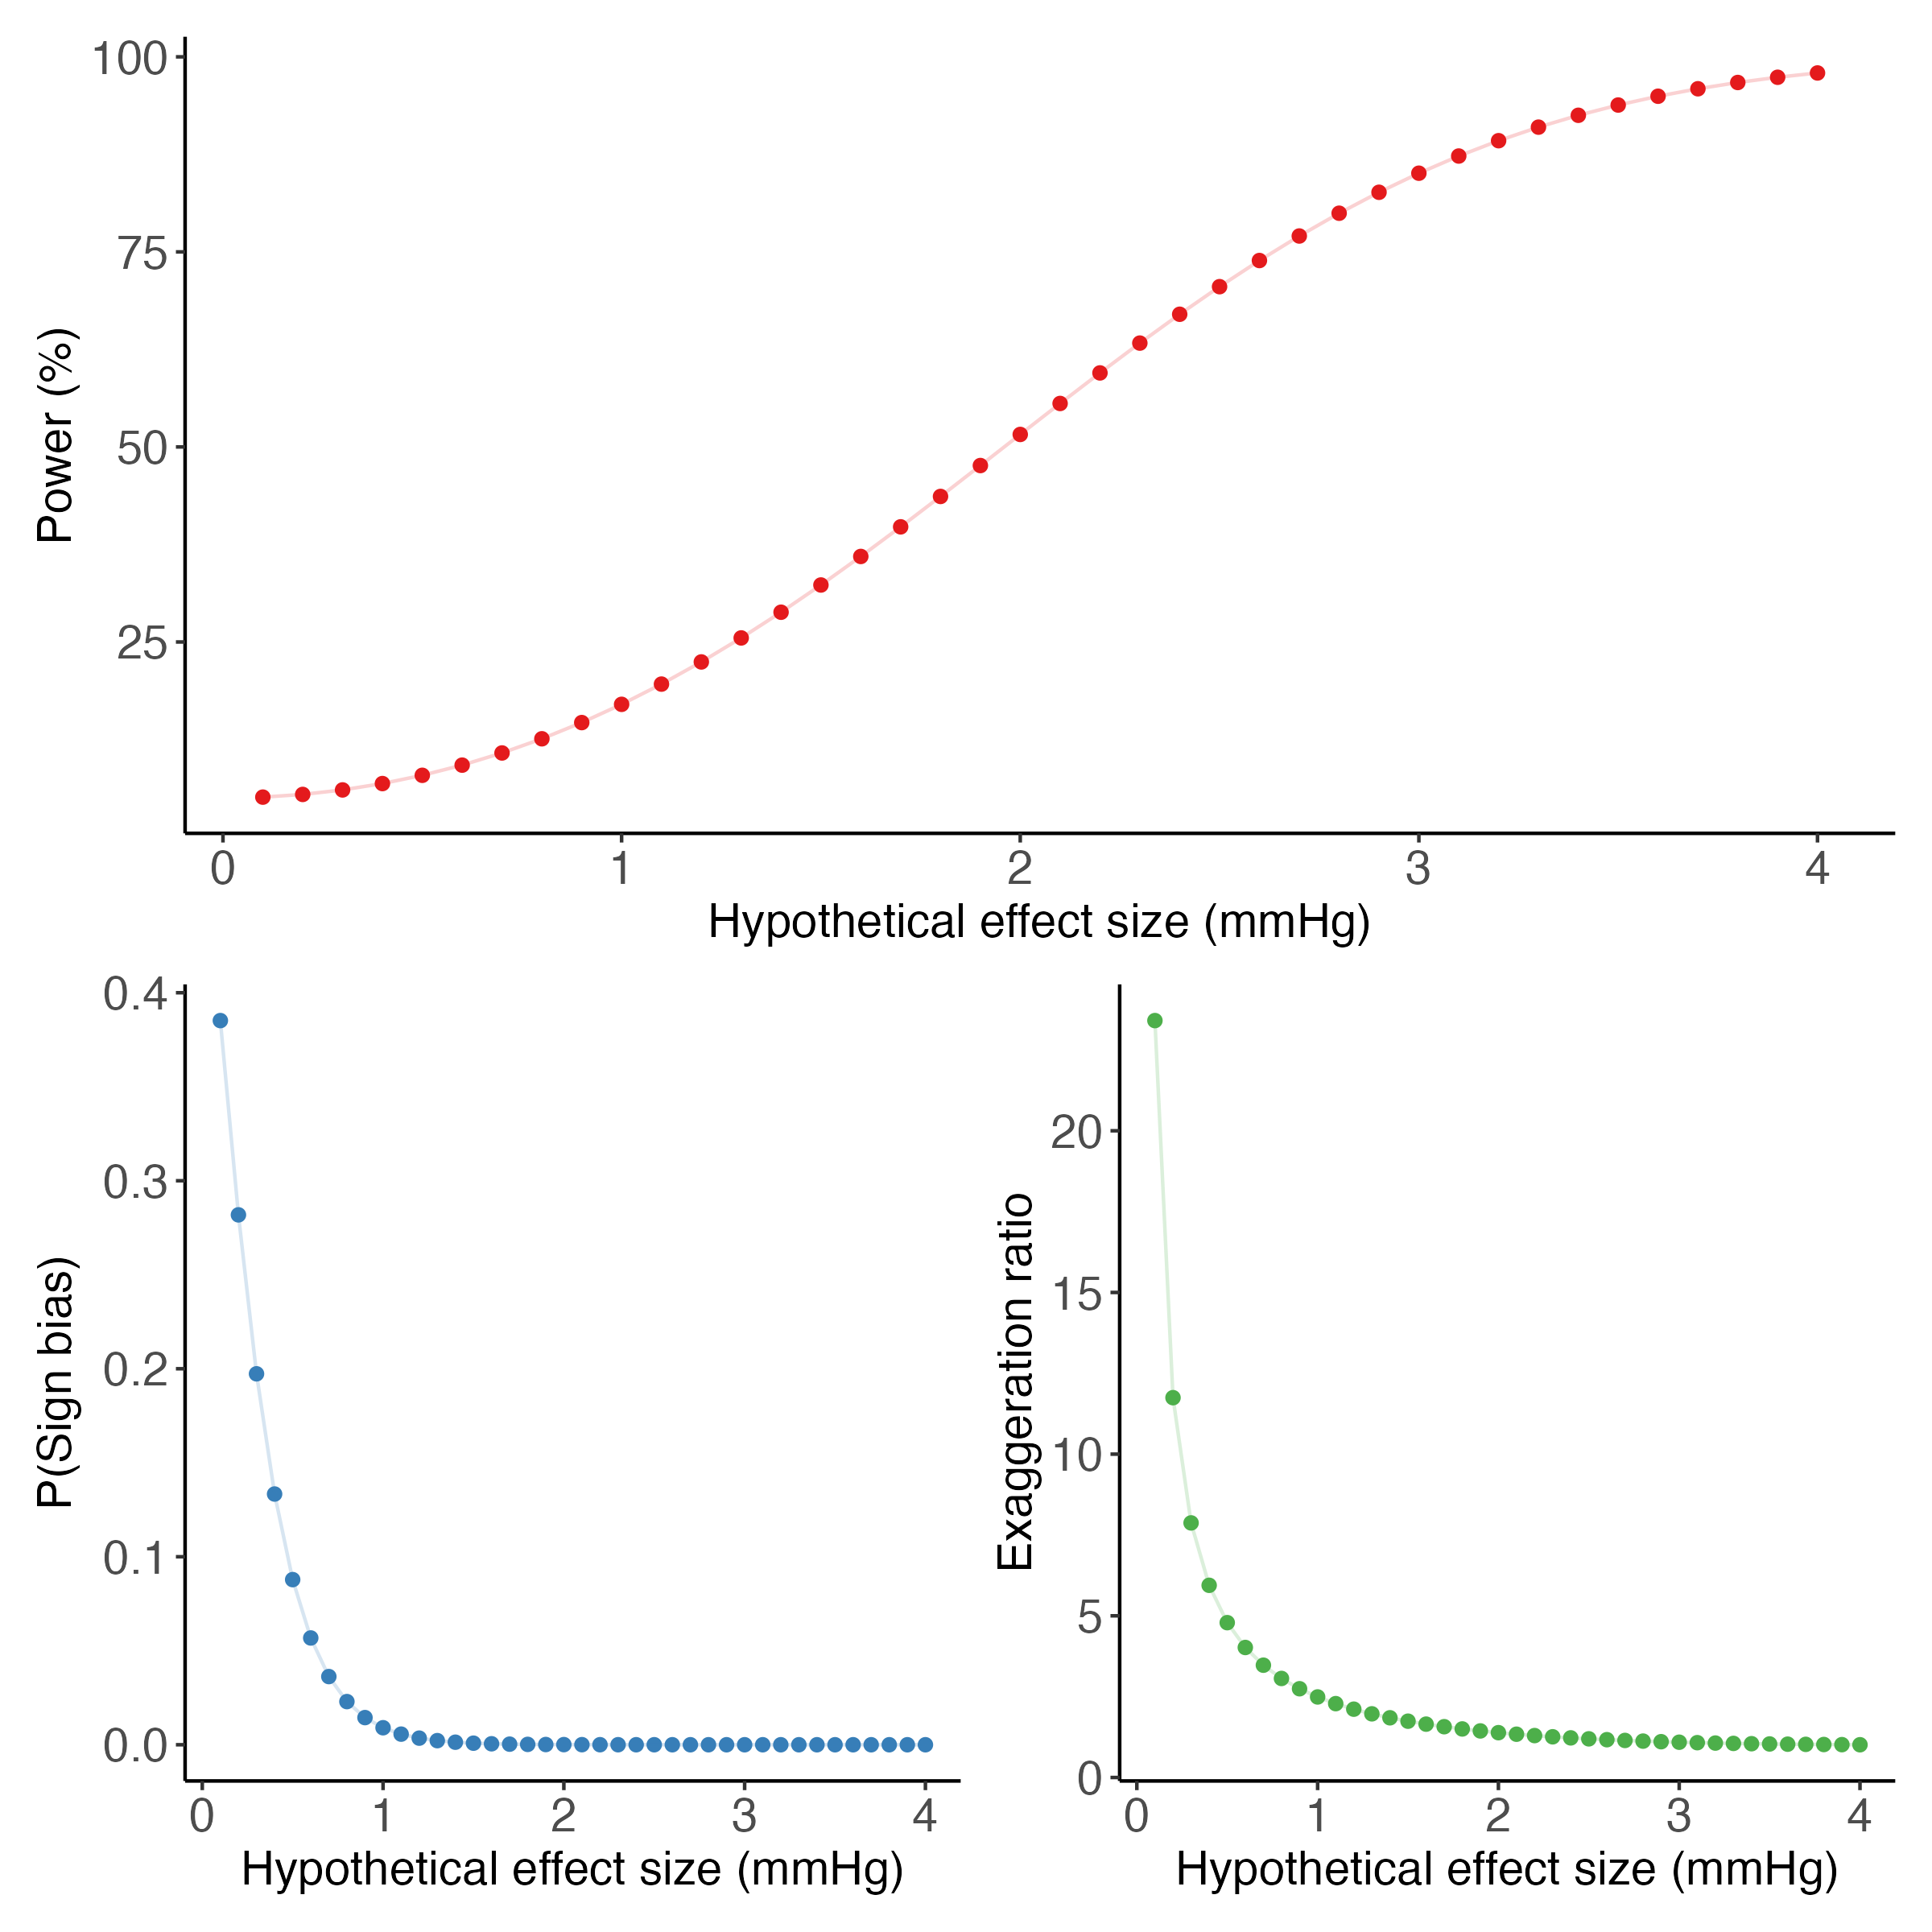 100
75
50
25
Power (%)
0 1 2 3 4
Hypothetical effect size (mmHg)
0.4
0.3
0.2
0.1
0.0
P(Sign bias)
0 1 2 3 4
Hypothetical effect size (mmHg)
20
15
10
5
0
Exaggeration ratio
0 1 2 3 4
Hypothetical effect size (mmHg)